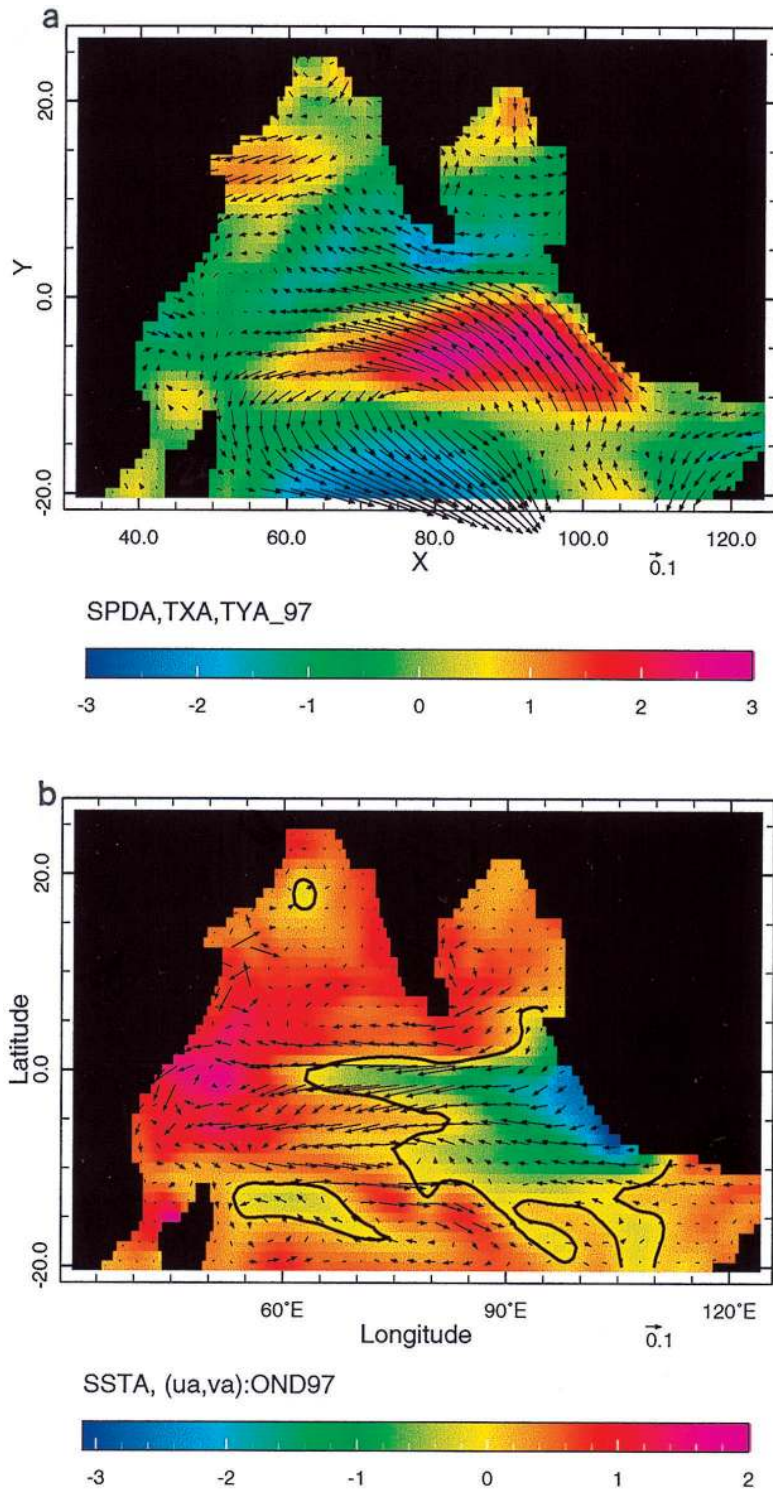 a
20.0
0.0
-20.0
Y
40.0 60.0 80.0 100.0 120.0
X
0.1
SPDA,TXA,TYA_97
-3 -2 -1 0 1 2 3
b
20.0
0.0
-20.0
Latitude
60°E 90°E 120°E
Longitude
0.1
SSTA, (ua,va):OND97
-3 -2 -1 0 1 2